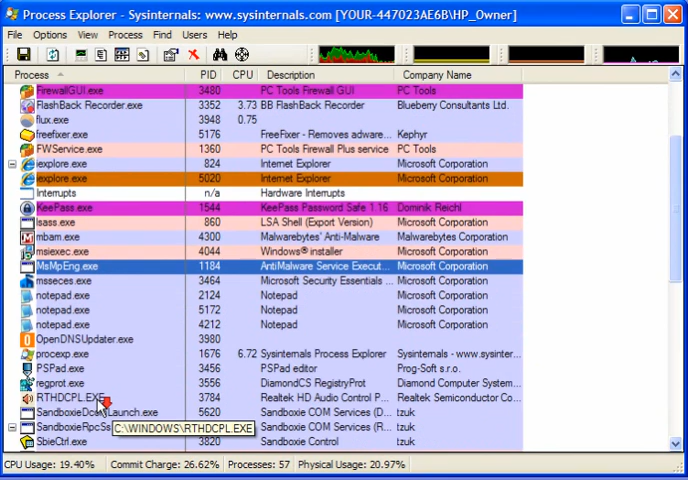 Process Explorer - Sysinternals: www.sysinternals.com [YOUR-447023AE6B\HP_Owner]
File Options View Process Find Users Help
Process PID CPU Description Company Name
FirewallGUI.exe 3480 PC Tools Firewall GUI PC Tools
FlashBack Recorder.exe 3352 3.73 BB FlashBack Recorder Blueberry Consultants Ltd.
flux.exe 3948 0.75
freefixer.exe 5176 FreeFixer - Removes adware... Kephyr
FWService.exe 1360 PC Tools Firewall Plus service PC Tools
iexplore.exe 824 Internet Explorer Microsoft Corporation
iexplore.exe 5020 Internet Explorer Microsoft Corporation
Interrupts n/a Hardware Interrupts
KeePass.exe 1544 KeePass Password Safe 1.16 Dominik Reichl
lsass.exe 860 LSA Shell (Export Version) Microsoft Corporation
mbam.exe 4300 Malwarebytes' Anti-Malware Malwarebytes Corporation
msiexec.exe 4044 Windows® installer Microsoft Corporation
MsMpEng.exe 1184 AntiMalware Service Execut... Microsoft Corporation
msseces.exe 3464 Microsoft Security Essentials ... Microsoft Corporation
notepad.exe 2124 Notepad Microsoft Corporation
notepad.exe 5172 Notepad Microsoft Corporation
notepad.exe 4212 Notepad Microsoft Corporation
OpenDNSUpdater.exe 3980
procexp.exe 1676 6.72 Sysinternals Process Explorer Sysinternals - www.sysinter...
PSPad.exe 3456 PSPad editor Prog-Soft s.r.o.
regprot.exe 3556 DiamondCS RegistryProt Diamond Computer System...
RTHDCPL.EXE 3784 Realtek HD Audio Control P... Realtek Semiconductor Co...
SandboxieDcomLaunch.exe 5620 Sandboxie COM Services (D... tzuk
SandboxieRpcSs Sandboxie COM Services (R... tzuk
C:\WINDOWS\RTHDCPL.EXE
SbieCtrl.exe 3820 Sandboxie Control tzuk
CPU Usage: 19.40% Commit Charge: 26.62% Processes: 57 Physical Usage: 20.97%